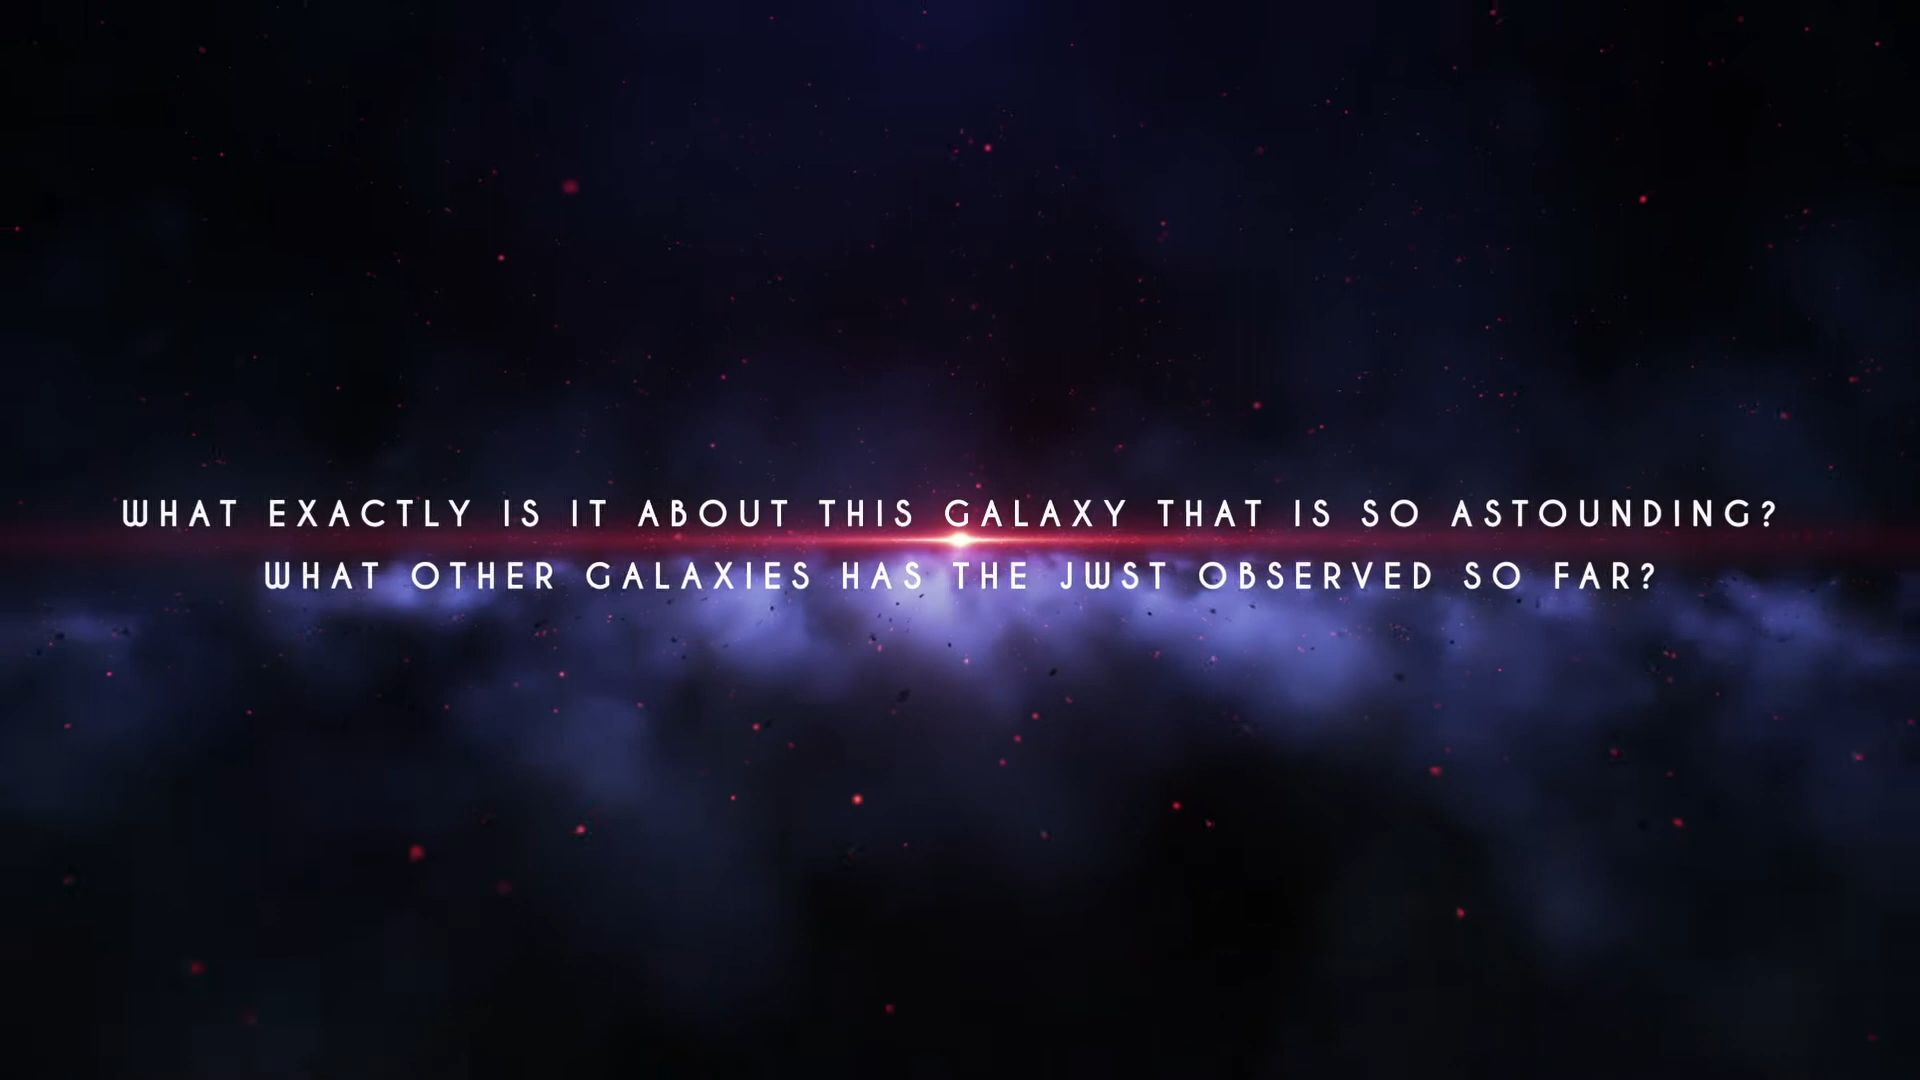 WHAT EXACTLY IS IT ABOUT THIS GALAXY THAT IS SO ASTOUNDING?
WHAT OTHER GALAXIES HAS THE JWST OBSERVED SO FAR?